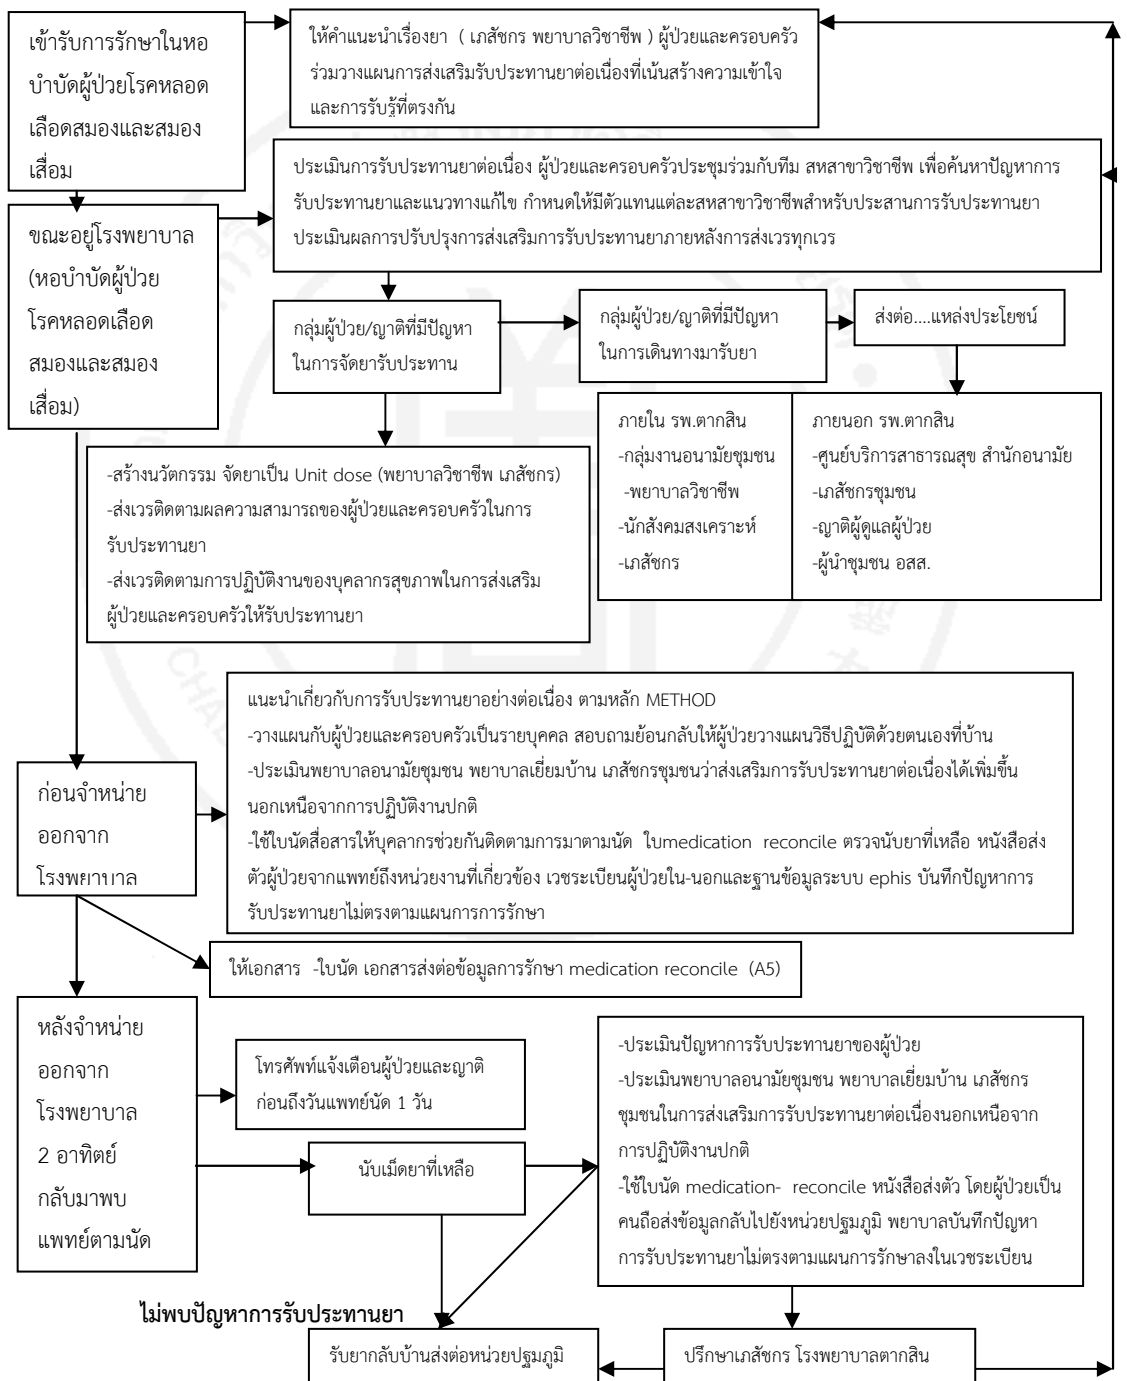 เข้ารับการรักษาในหอ
บำบัดผู้ป่วยโรคหลอด
เลือดสมองและสมอง
เสื่อม
ให้คำแนะนำเรื่องยา ( เภสัชกร พยาบาลวิชาชีพ ) ผู้ป่วยและครอบครัว
ร่วมวางแผนการส่งเสริมรับประทานยาต่อเนื่องที่เน้นสร้างความเข้าใจ
และการรับรู้ที่ตรงกัน
ขณะอยู่โรงพยาบาล
(หอบำบัดผู้ป่วย
โรคหลอดเลือด
สมองและสมอง
เสื่อม)
ประเมินการรับประทานยาต่อเนื่อง ผู้ป่วยและครอบครัวประชุมร่วมกับทีม สหสาขาวิชาชีพ เพื่อค้นหาปัญหาการ
รับประทานยาและแนวทางแก้ไข กำหนดให้มีตัวแทนแต่ละสหสาขาวิชาชีพสำหรับประสานการรับประทานยา
ประเมินผลการปรับปรุงการส่งเสริมการรับประทานยาภายหลังการส่งเวรทุกเวร
กลุ่มผู้ป่วย/ญาติที่มีปัญหา
ในการจัดยารับประทาน
กลุ่มผู้ป่วย/ญาติที่มีปัญหา
ในการเดินทางมารับยา
ส่งต่อ....แหล่งประโยชน์
ภายใน รพ.ตากสิน
-กลุ่มงานอนามัยชุมชน
-พยาบาลวิชาชีพ
-นักสังคมสงเคราะห์
-เภสัชกร
ภายนอก รพ.ตากสิน
-ศูนย์บริการสาธารณสุข สำนักอนามัย
-เภสัชกรชุมชน
-ญาติผู้ดูแลผู้ป่วย
-ผู้นำชุมชน อสส.
-สร้างนวัตกรรม จัดยาเป็น Unit dose (พยาบาลวิชาชีพ เภสัชกร)
-ส่งเวรติดตามผลความสามารถของผู้ป่วยและครอบครัวในการ
รับประทานยา
-ส่งเวรติดตามการปฏิบัติงานของบุคลากรสุขภาพในการส่งเสริม
ผู้ป่วยและครอบครัวให้รับประทานยา
ก่อนจำหน่าย
ออกจาก
โรงพยาบาล
แนะนำเกี่ยวกับการรับประทานยาอย่างต่อเนื่อง ตามหลัก METHOD
-วางแผนกับผู้ป่วยและครอบครัวเป็นรายบุคคล สอบถามย้อนกลับให้ผู้ป่วยวางแผนวิธีปฏิบัติด้วยตนเองที่บ้าน
-ประเมินพยาบาลอนามัยชุมชน พยาบาลเยี่ยมบ้าน เภสัชกรชุมชนว่าส่งเสริมการรับประทานยาต่อเนื่องได้เพิ่มขึ้น
นอกเหนือจากการปฏิบัติงานปกติ
-ใช้ใบนัดสื่อสารให้บุคลากรช่วยกันติดตามการมาตามนัด ใบmedication reconcile ตรวจนับยาที่เหลือ หนังสือส่ง
ตัวผู้ป่วยจากแพทย์ถึงหน่วยงานที่เกี่ยวข้อง เวชระเบียนผู้ป่วยใน-นอกและฐานข้อมูลระบบ ephis บันทึกปัญหาการ
รับประทานยาไม่ตรงตามแผนการการรักษา
ให้เอกสาร -ใบนัด เอกสารส่งต่อข้อมูลการรักษา medication reconcile (A5)
หลังจำหน่าย
ออกจาก
โรงพยาบาล
2 อาทิตย์
กลับมาพบ
แพทย์ตามนัด
โทรศัพท์แจ้งเตือนผู้ป่วยและญาติ
ก่อนถึงวันแพทย์นัด 1 วัน
นับเม็ดยาที่เหลือ
-ประเมินปัญหาการรับประทานยาของผู้ป่วย
-ประเมินพยาบาลอนามัยชุมชน พยาบาลเยี่ยมบ้าน เภสัชกร
ชุมชนในการส่งเสริมการรับประทานยาต่อเนื่องนอกเหนือจาก
การปฏิบัติงานปกติ
-ใช้ใบนัด medication- reconcile หนังสือส่งตัว โดยผู้ป่วยเป็น
คนถือส่งข้อมูลกลับไปยังหน่วยปฐมภูมิ พยาบาลบันทึกปัญหา
การรับประทานยาไม่ตรงตามแผนการรักษาลงในเวชระเบียน
ไม่พบปัญหาการรับประทานยา
รับยากลับบ้านส่งต่อหน่วยปฐมภูมิ
ปรึกษาเภสัชกร โรงพยาบาลตากสิน